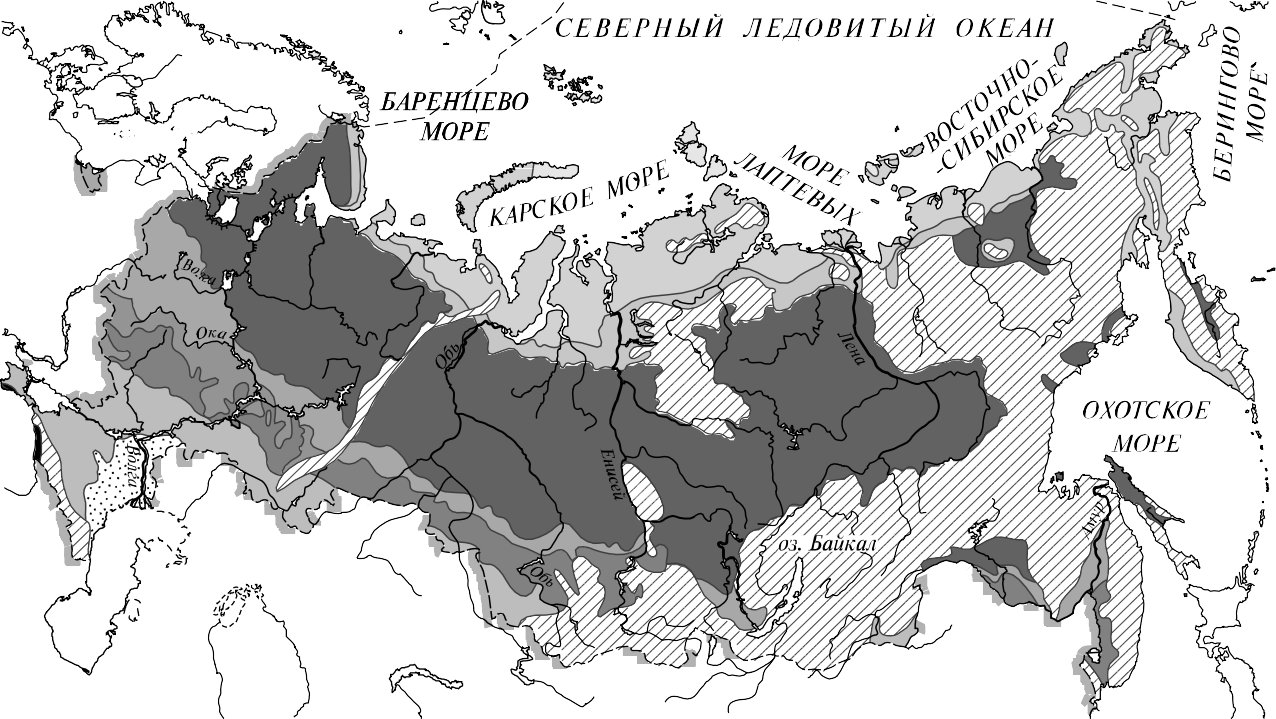 СЕВЕРНЫЙ ЛЕДОВИТЫЙ ОКЕАН
БАРЕНЦЕВО
МОРЕ
КАРСКОЕ МОРЕ
МОРЕ
ЛАПТЕВЫХ
ВОСТОЧНО-
-СИБИРСКОЕ
МОРЕ
БЕРИНГОВО
МОРЕ
Волга
Ока
Обь
Лена
ОХОТСКОЕ
МОРЕ
Волга
Енисей
Амур
оз. Байкал
Обь